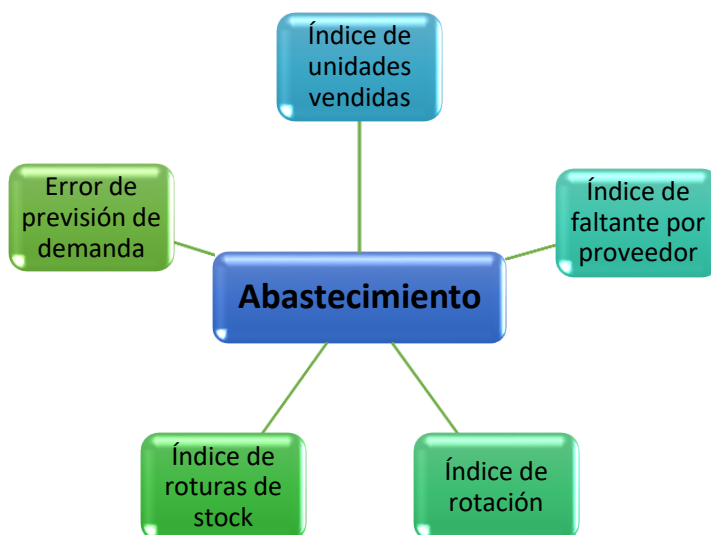 Índice de
unidades
vendidas
Error de
previsión de
demanda
Índice de
faltante por
proveedor
Abastecimiento
Índice de
roturas de
stock
Índice de
rotación